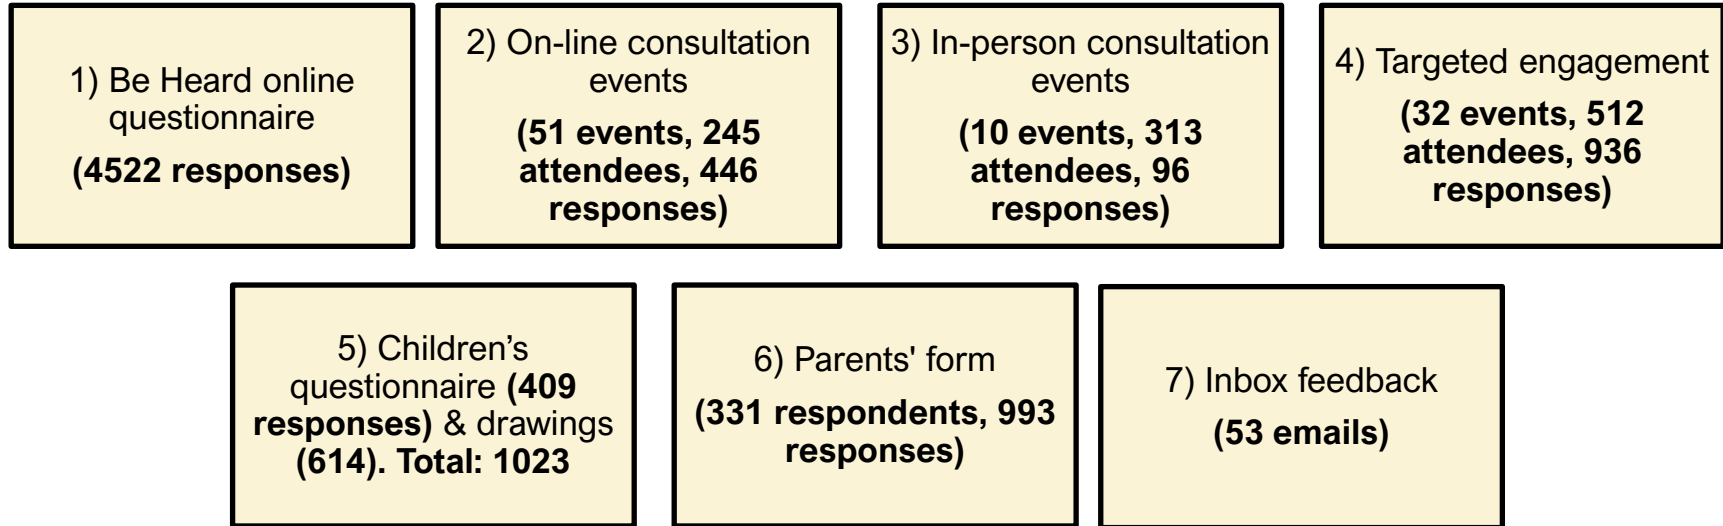 1) Be Heard online
questionnaire
(4522 responses)
2) On-line consultation
events
(51 events, 245
attendees, 446
responses)
3) In-person consultation
events
(10 events, 313
attendees, 96
responses)
4) Targeted engagement
(32 events, 512
attendees, 936
responses)
5) Children’s
questionnaire (409
responses) & drawings
(614). Total: 1023
6) Parents' form
(331 respondents, 993
responses)
7) Inbox feedback
(53 emails)